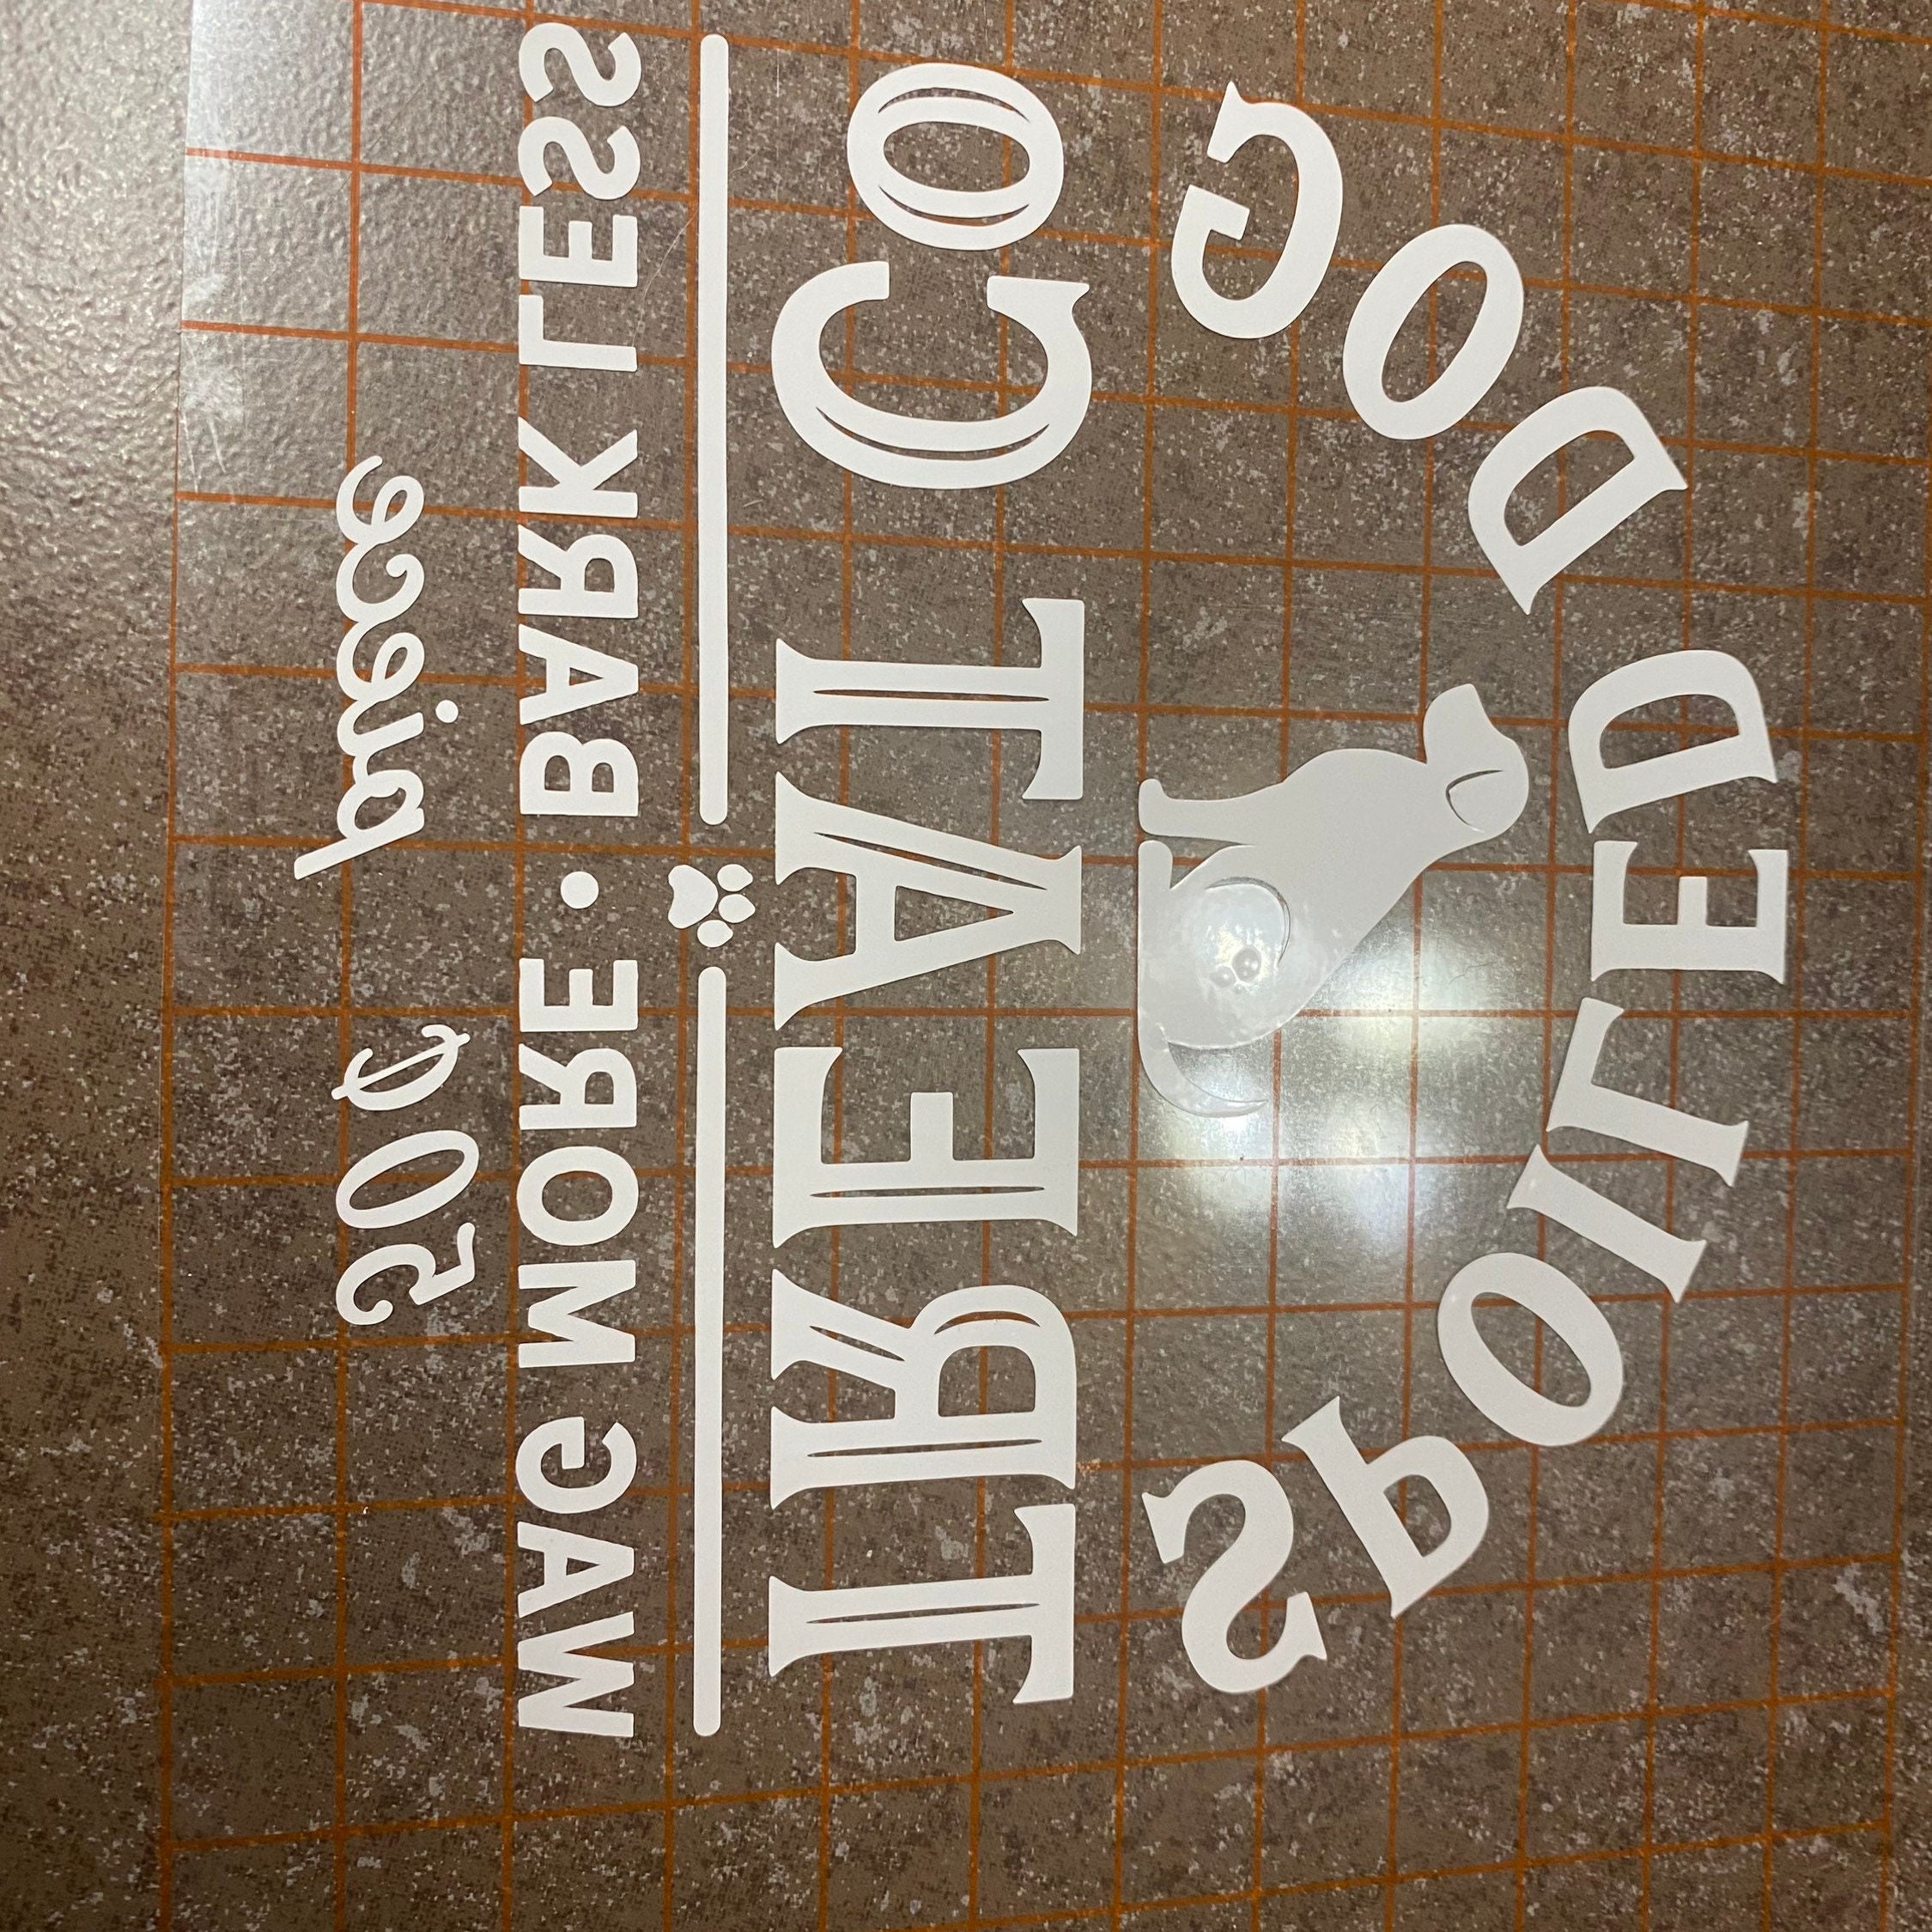 SPOILED DOG
TREAT Co
WAG MORE • BARK LESS
50¢ piece